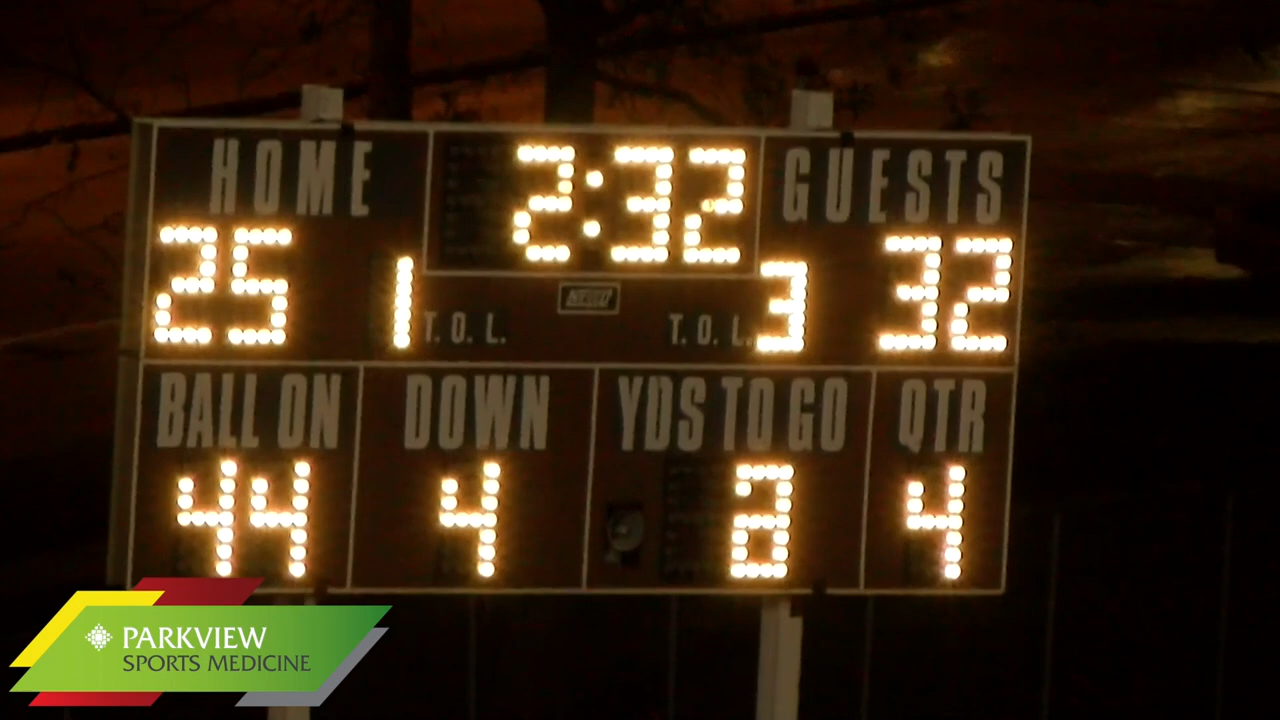 HOME 2:32 GUESTS
25 1 T.O.L. T.O.L. 3 32
BALL ON DOWN YDS TO GO QTR
44 4 8 4
PARKVIEW
SPORTS MEDICINE